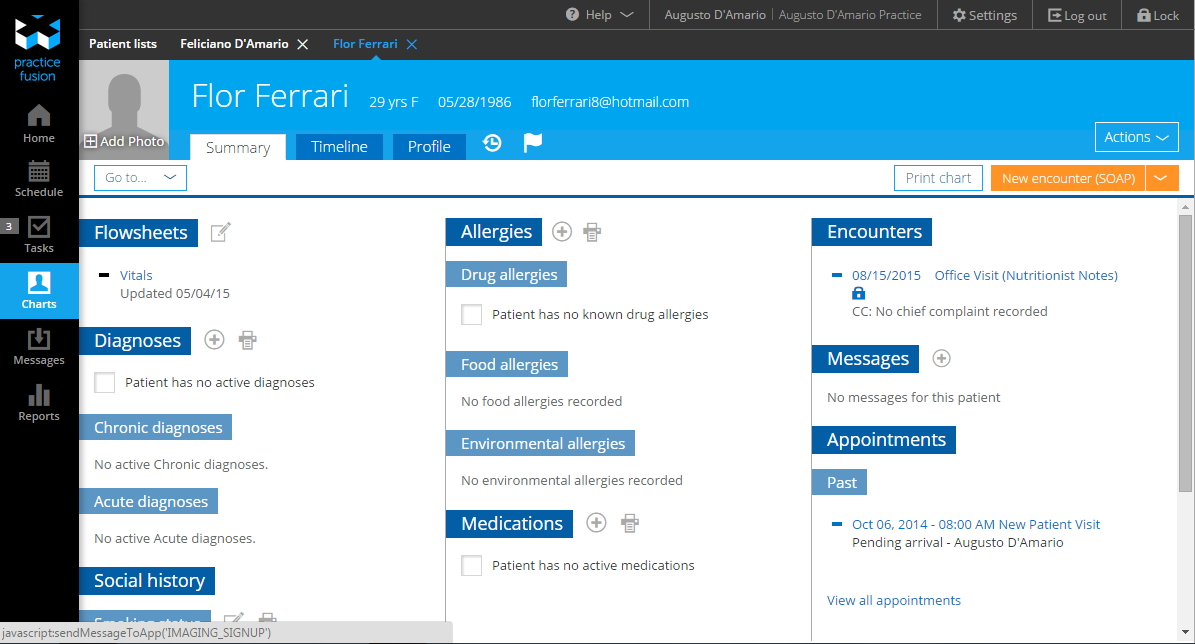 Help
Augusto D'Amario | Augusto D'Amario Practice
Settings
Log out
Lock
practice
fusion
Patient lists
Feliciano D'Amario
Flor Ferrari
Home
Schedule
3
Tasks
Charts
Messages
Reports
Add Photo
Flor Ferrari
29 yrs F
05/28/1986
florferrari8@hotmail.com
Summary
Timeline
Profile
Actions
Go to...
Print chart
New encounter (SOAP)
Flowsheets
Vitals
Updated 05/04/15
Diagnoses
Patient has no active diagnoses
Chronic diagnoses
No active Chronic diagnoses.
Acute diagnoses
No active Acute diagnoses.
Social history
Smoking status
Allergies
Drug allergies
Patient has no known drug allergies
Food allergies
No food allergies recorded
Environmental allergies
No environmental allergies recorded
Medications
Patient has no active medications
Encounters
08/15/2015 Office Visit (Nutritionist Notes)
CC: No chief complaint recorded
Messages
No messages for this patient
Appointments
Past
Oct 06, 2014 - 08:00 AM New Patient Visit
Pending arrival - Augusto D'Amario
View all appointments
javascript:sendMessageToApp('IMAGING_SIGNUP')